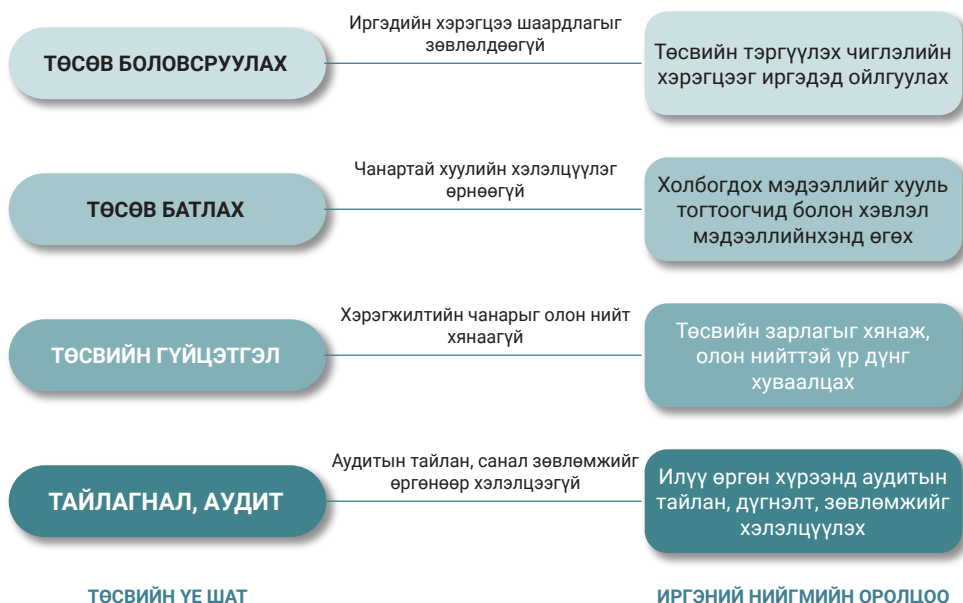 Иргэдийн хэрэгцээ шаардлагыг
зөвлөлдөөгүй
ТӨСӨВ БОЛОВСРУУЛАХ
Төсвийн тэргүүлэх чиглэлийн
хэрэгцээг иргэдэд ойлгуулах
Чанартай хуулийн хэлэлцүүлэг
өрнөөгүй
ТӨСӨВ БАТЛАХ
Холбогдох мэдээллийг хууль
тогтоогчид болон хэвлэл
мэдээллийнхэнд өгөх
Хэрэгжилтийн чанарыг олон нийт
хянаагүй
ТӨСВИЙН ГҮЙЦЭТГЭЛ
Төсвийн зарлагыг хянаж,
олон нийттэй үр дүнг
хуваалцах
Аудитын тайлан, санал зөвлөмжийг
өргөнөөр хэлэлцээгүй
ТАЙЛАГНАЛ, АУДИТ
Илүү өргөн хүрээнд аудитын
тайлан, дүгнэлт, зөвлөмжийг
хэлэлцүүлэх
ТӨСВИЙН ҮЕ ШАТ
ИРГЭНИЙ НИЙГМИЙН ОРОЛЦОО